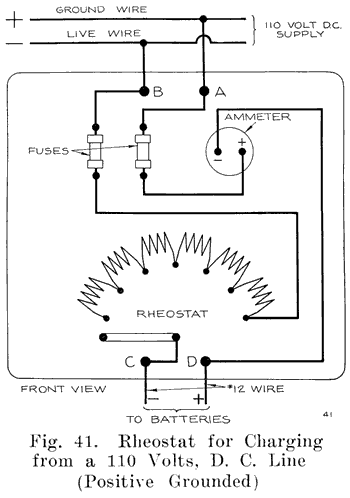 + GROUND WIRE
− LIVE WIRE
110 VOLT D.C.
SUPPLY
B
A
FUSES
AMMETER
− +
RHEOSTAT
C
D
FRONT VIEW
− +
#12 WIRE
TO BATTERIES
41
Fig. 41. Rheostat for Charging
from a 110 Volts, D. C. Line
(Positive Grounded)